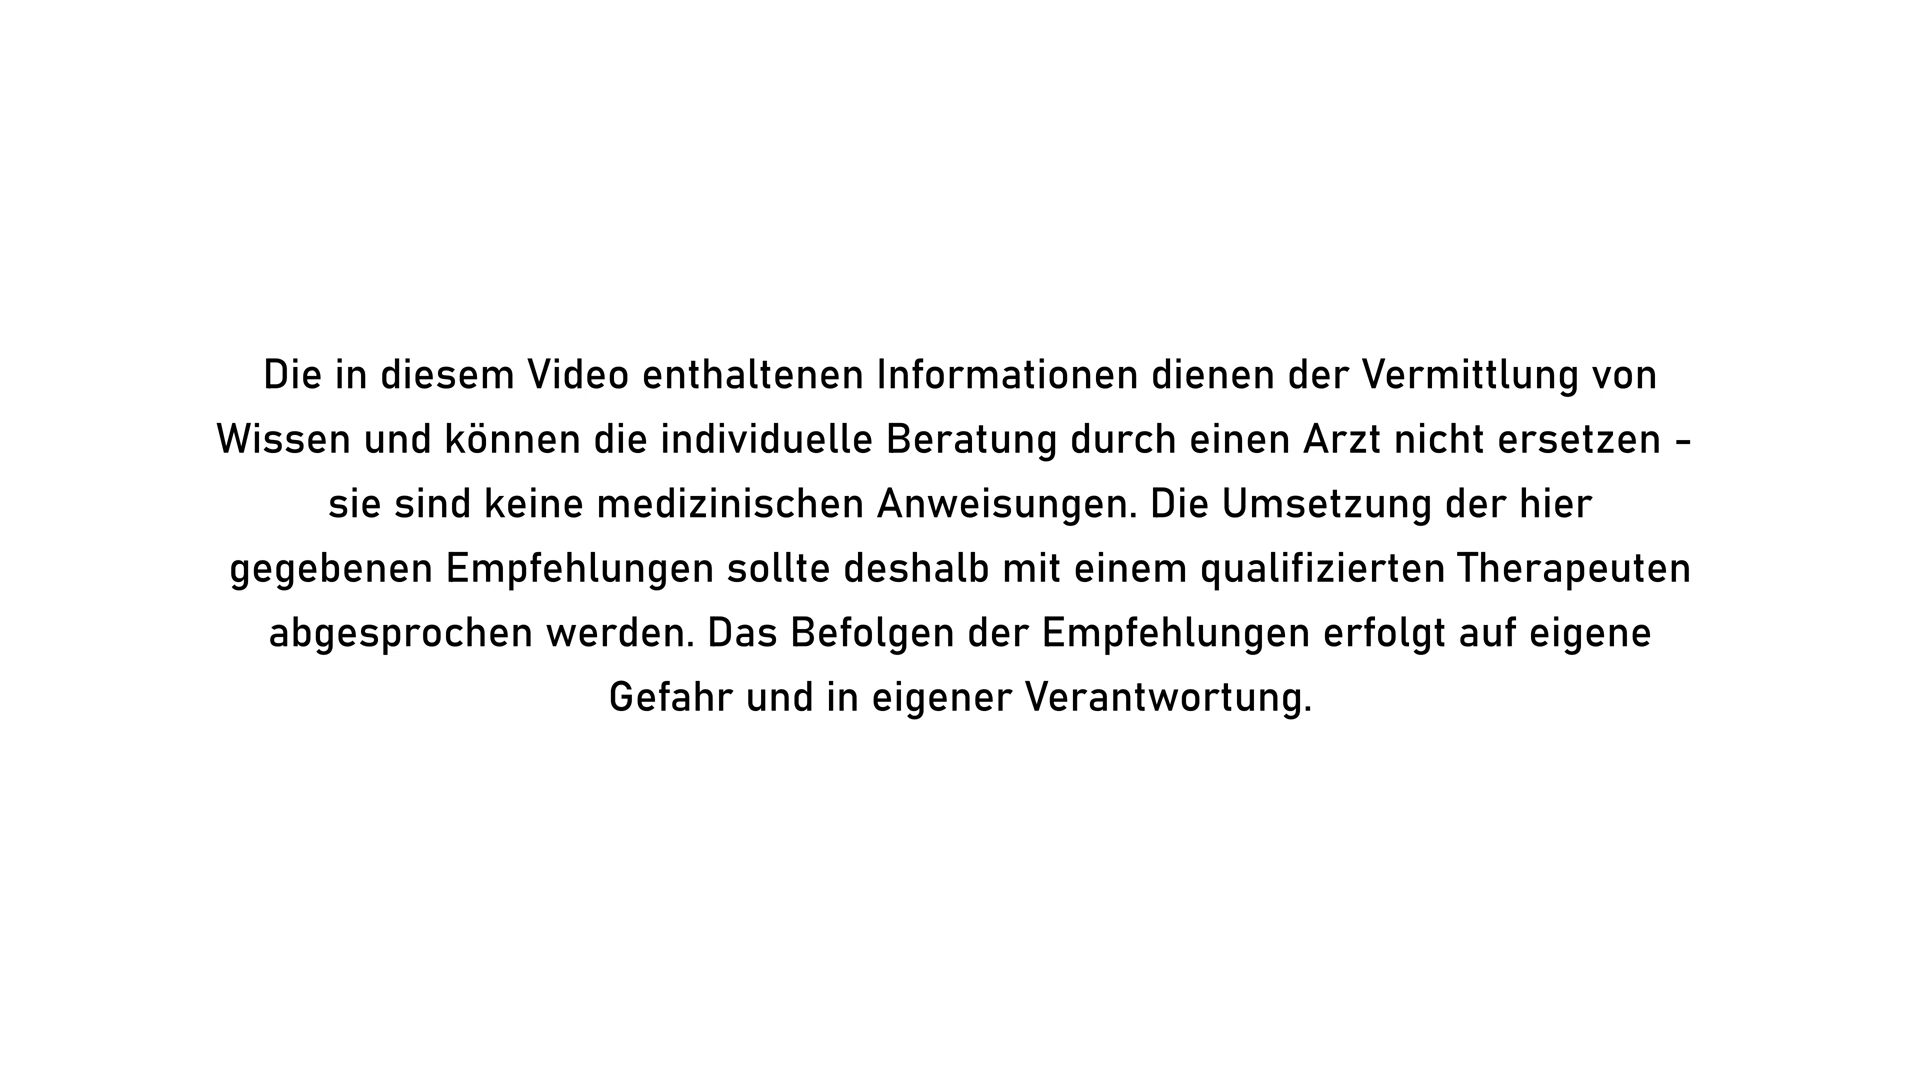 Die in diesem Video enthaltenen Informationen dienen der Vermittlung von
Wissen und können die individuelle Beratung durch einen Arzt nicht ersetzen -
sie sind keine medizinischen Anweisungen. Die Umsetzung der hier
gegebenen Empfehlungen sollte deshalb mit einem qualifizierten Therapeuten
abgesprochen werden. Das Befolgen der Empfehlungen erfolgt auf eigene
Gefahr und in eigener Verantwortung.